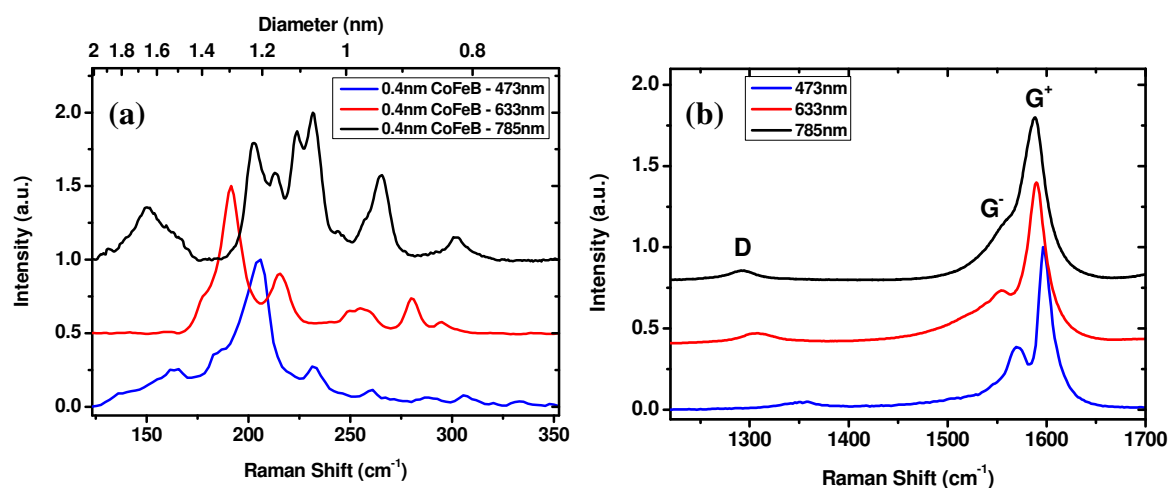 Diameter (nm)
2 1.8 1.6 1.4 1.2 1 0.8
(a)
0.4nm CoFeB - 473nm
0.4nm CoFeB - 633nm
0.4nm CoFeB - 785nm
Intensity (a.u.)
2.0
1.5
1.0
0.5
0.0
150 200 250 300 350
Raman Shift (cm⁻¹)
(b)
473nm
633nm
785nm
G⁺
G⁻
D
Intensity (a.u.)
2.0
1.5
1.0
0.5
0.0
1300 1400 1500 1600 1700
Raman Shift (cm⁻¹)